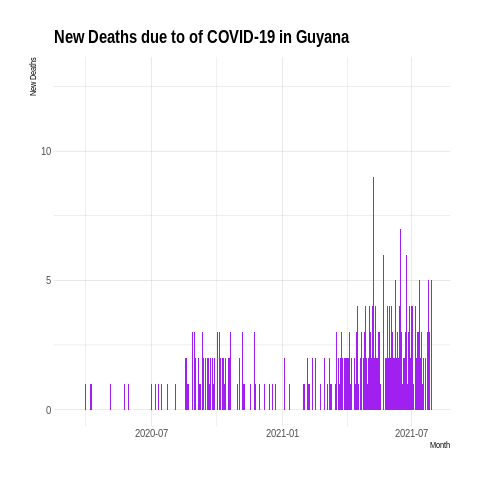 New Deaths due to of COVID-19 in Guyana
New Deaths
10
5
0
2020-07
2021-01
2021-07
Month